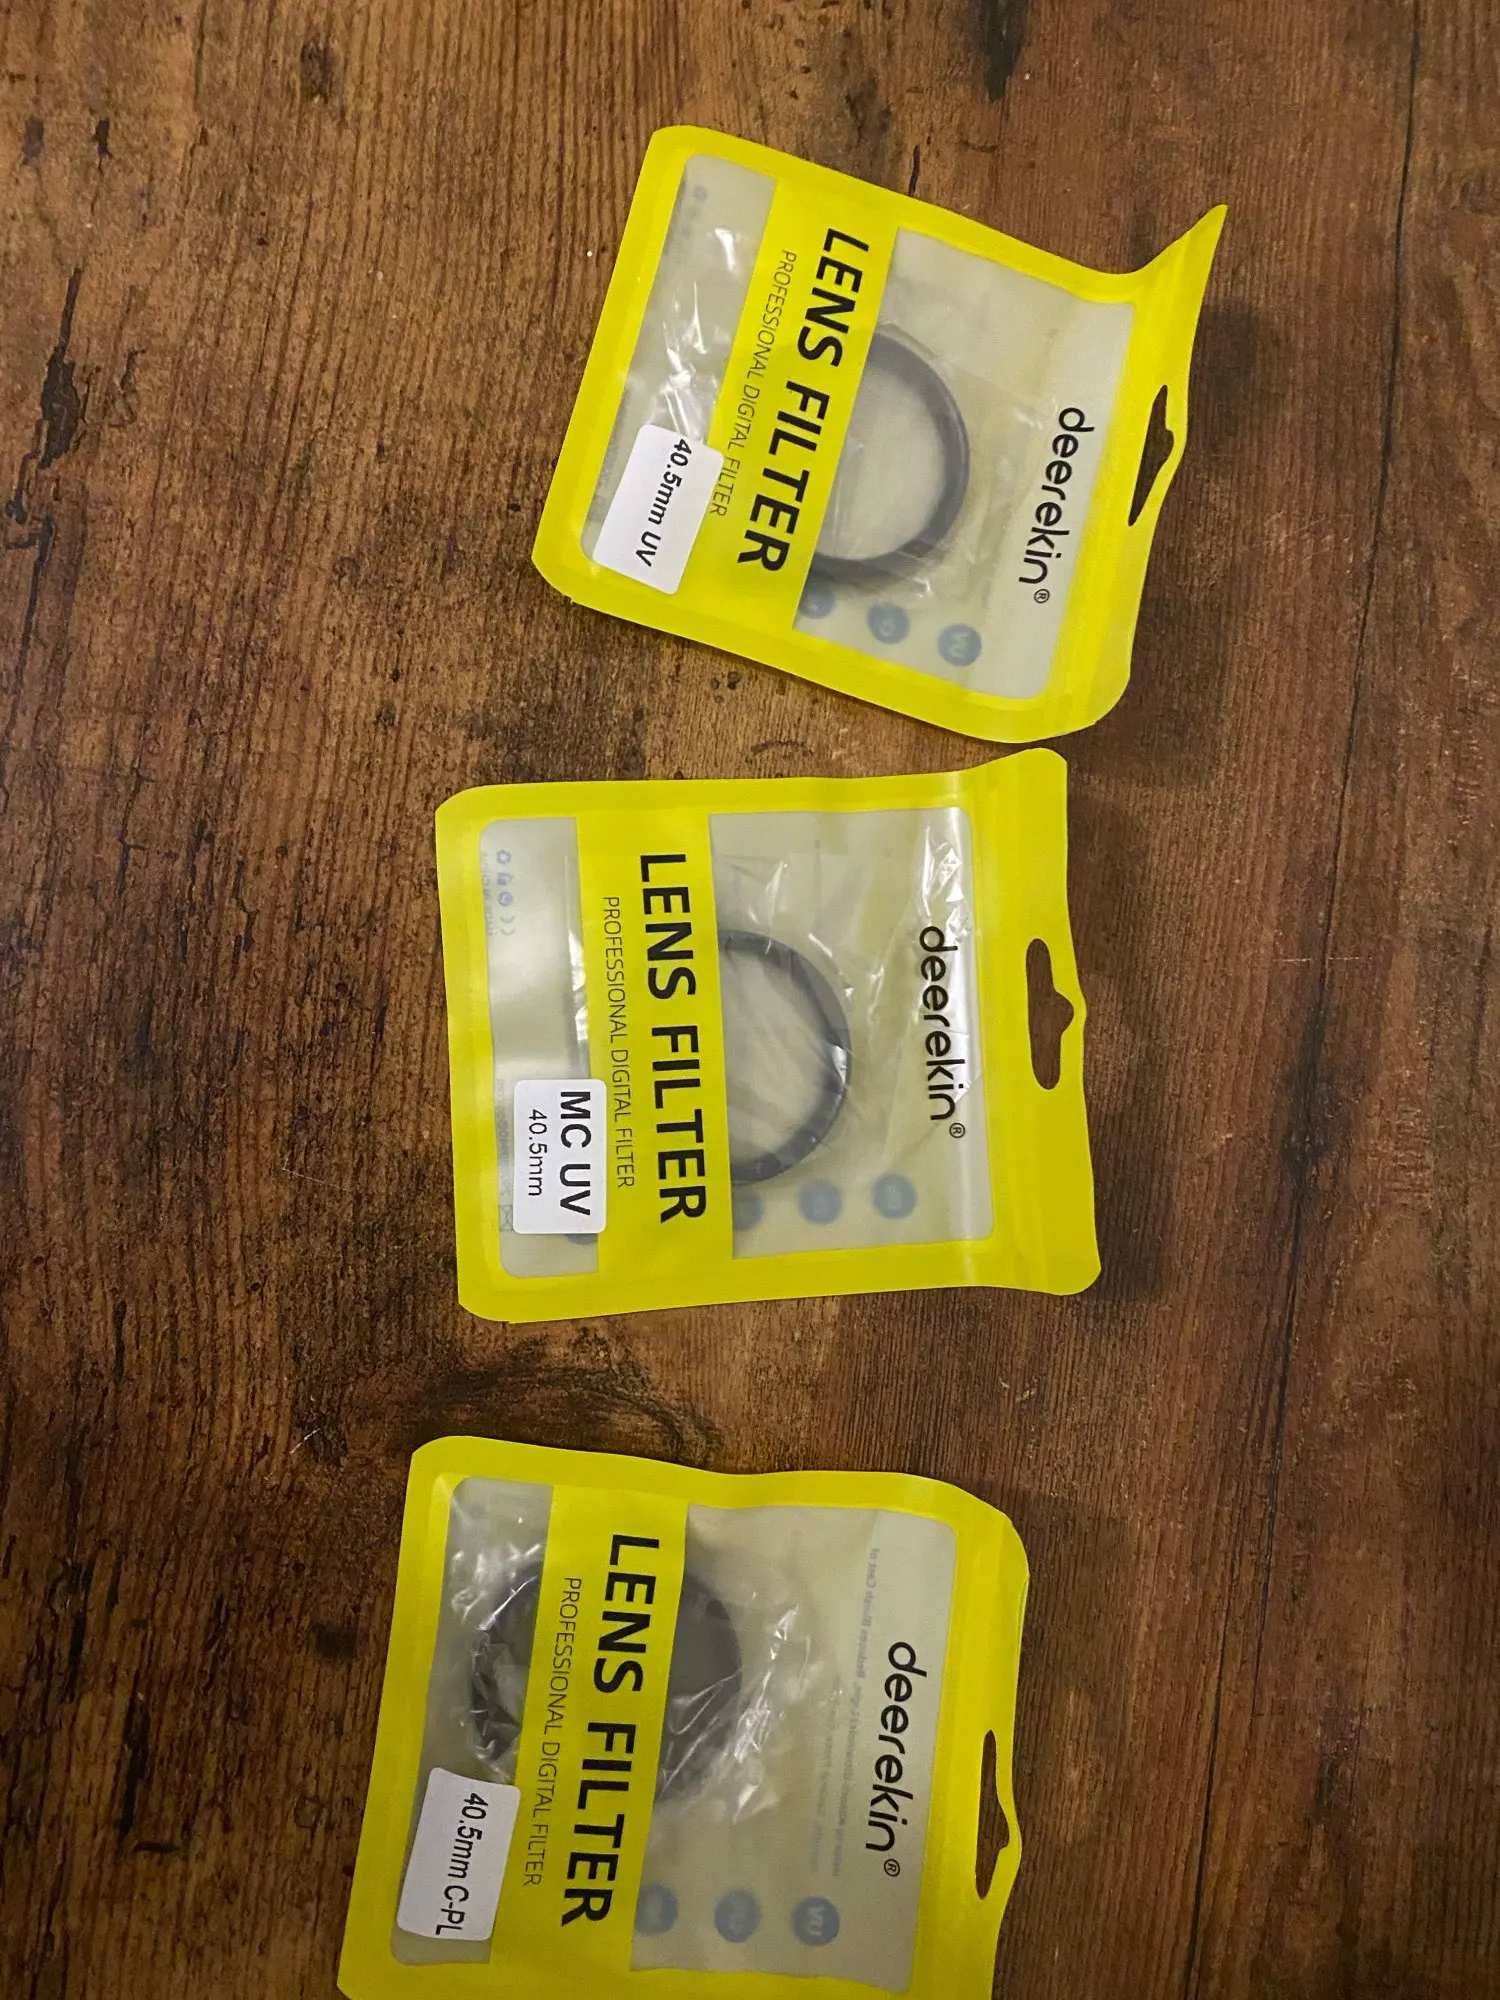 deerekin®
LENS FILTER
PROFESSIONAL DIGITAL FILTER
40.5mm UV
deerekin®
LENS FILTER
PROFESSIONAL DIGITAL FILTER
MC UV
40.5mm
deerekin®
LENS FILTER
PROFESSIONAL DIGITAL FILTER
40.5mm C-PL